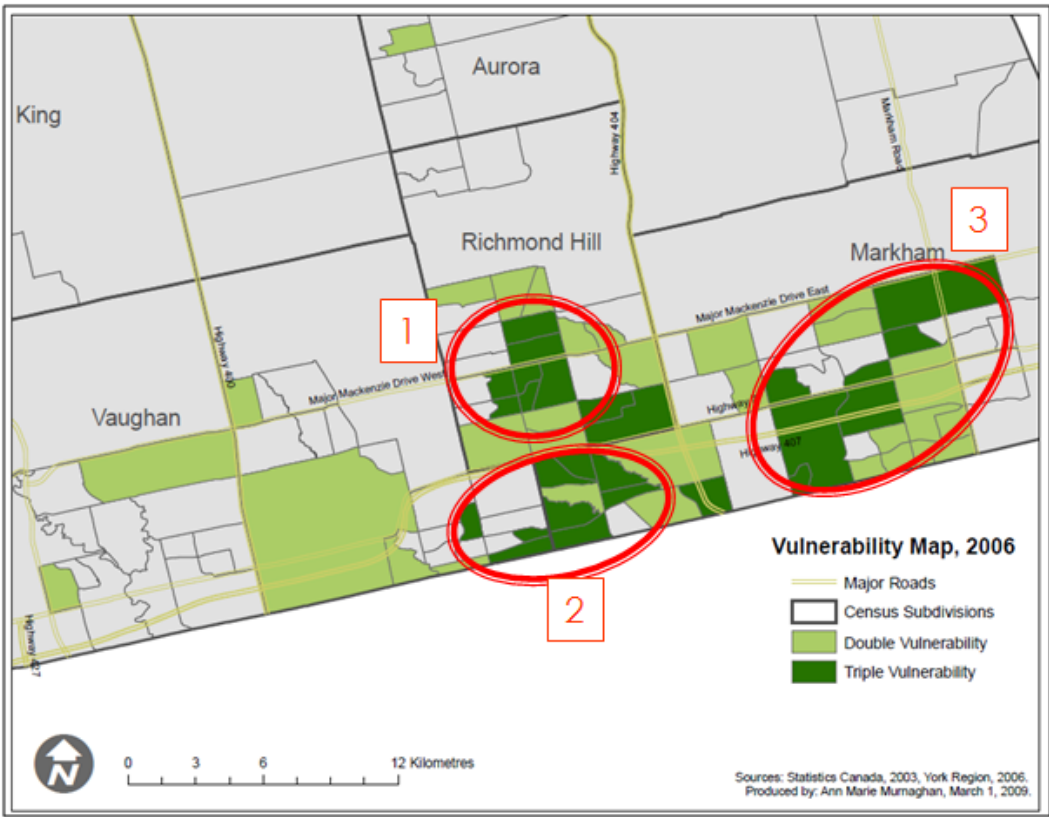 Aurora
King
Highway 404
Markham Road
3
Richmond Hill
Markham
Major Mackenzie Drive East
1
Highway 400
Major Mackenzie Drive West
Vaughan
Highway
Highway 407
Vulnerability Map, 2006
Major Roads
Census Subdivisions
Double Vulnerability
Triple Vulnerability
2
Highway 427
N
0 3 6 12 Kilometres
Sources: Statistics Canada, 2003, York Region, 2006.
Produced by: Ann Marie Murnaghan, March 1, 2009.